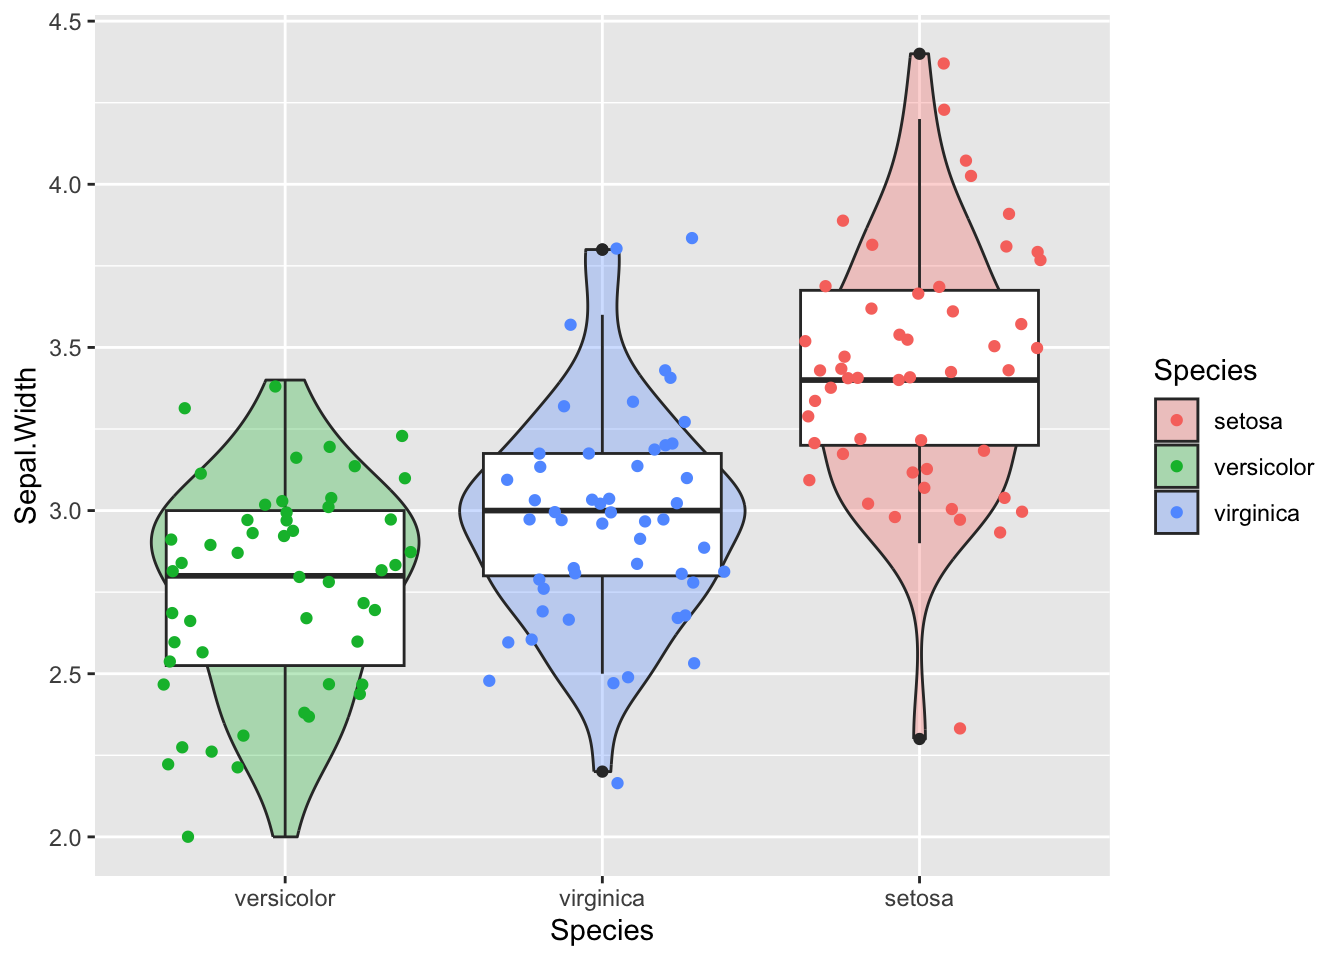 4.5
4.0
3.5
3.0
2.5
2.0
Sepal.Width
versicolor
virginica
setosa
Species
Species
setosa
versicolor
virginica